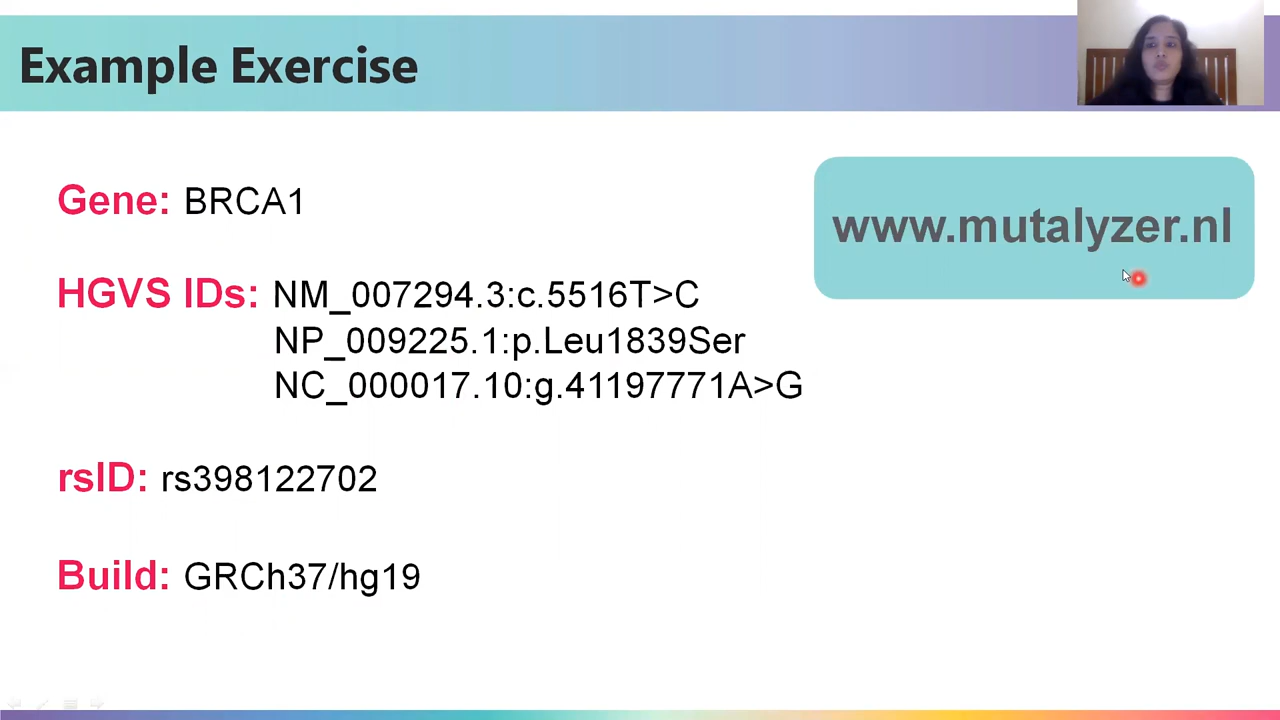 Example Exercise
Gene: BRCA1
www.mutalyzer.nl
HGVS IDs: NM_007294.3:c.5516T>C
NP_009225.1:p.Leu1839Ser
NC_000017.10:g.41197771A>G
rsID: rs398122702
Build: GRCh37/hg19